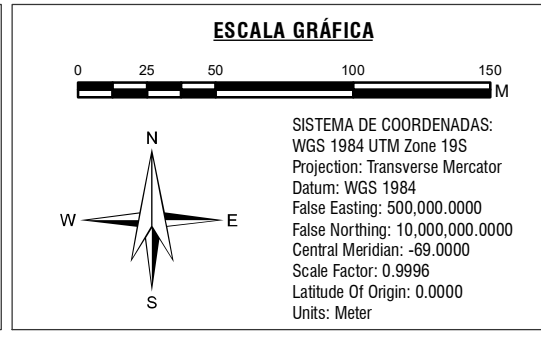 ESCALA GRÁFICA
0 25 50 100 150
M
N
W E
S
SISTEMA DE COORDENADAS:
WGS 1984 UTM Zone 19S
Projection: Transverse Mercator
Datum: WGS 1984
False Easting: 500,000.0000
False Northing: 10,000,000.0000
Central Meridian: -69.0000
Scale Factor: 0.9996
Latitude Of Origin: 0.0000
Units: Meter